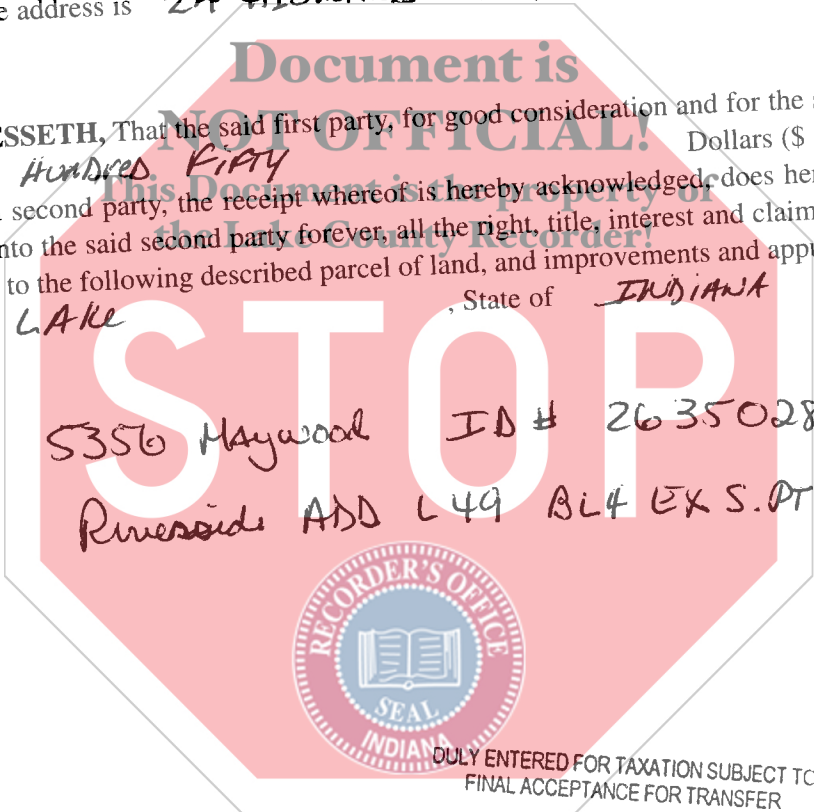 e address is 24
Document is
NOT OFFICIAL!
This Document is the property of
the Lake County Recorder!
ESSETH, That the said first party, for good consideration and for the
Hundred Fifty Dollars ($
second party, the receipt whereof is hereby acknowledged, does her
nto the said second party forever, all the right, title, interest and claim
to the following described parcel of land, and improvements and appu
LAKe , State of INDiANA
STOP
5356 Maywood ID # 2635028
Riverside ADD L 49 BL4 EX S. PT
RECORDER'S OFFICE
SEAL
INDIANA
DULY ENTERED FOR TAXATION SUBJECT TO
FINAL ACCEPTANCE FOR TRANSFER